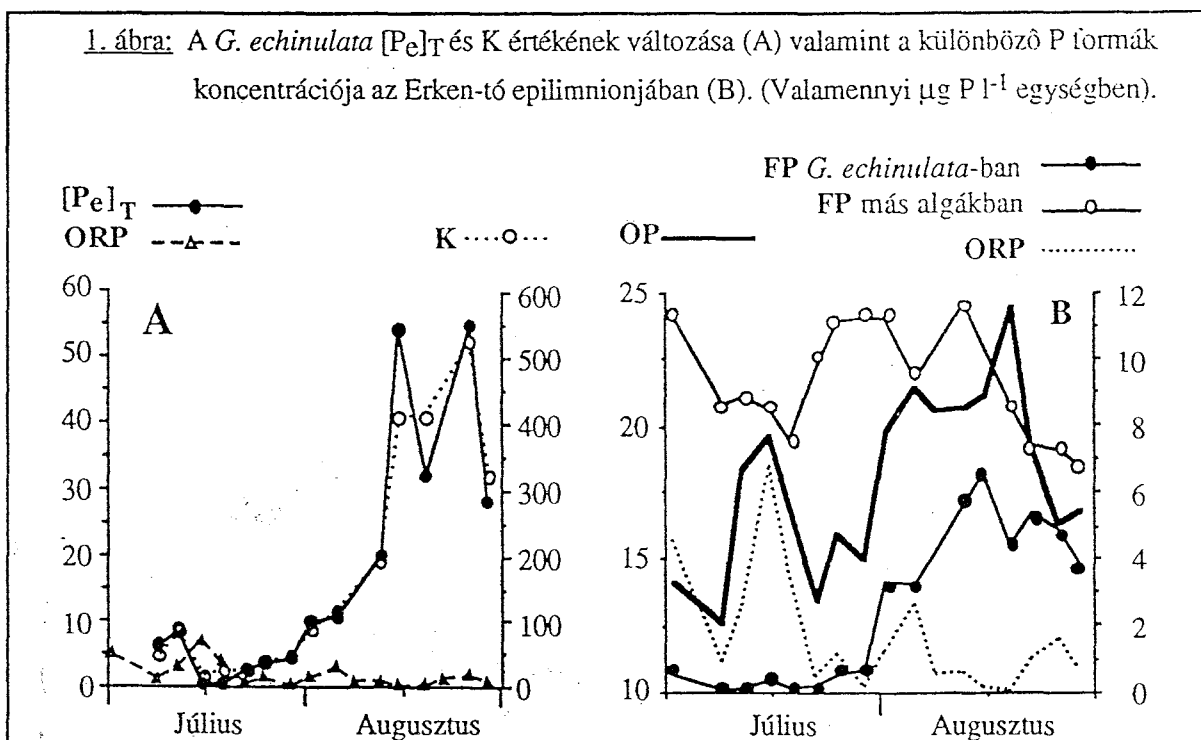 1. ábra: A G. echinulata [Pe]T és K értékének változása (A) valamint a különböző P formák
koncentrációja az Erken-tó epilimnionjában (B). (Valamennyi µg P l-1 egységben).
[Pe]T
ORP
K
FP G. echinulata-ban
FP más algákban
OP
ORP
A
60
50
40
30
20
10
0
600
500
400
300
200
100
0
Július
Augusztus
B
25
20
15
10
12
10
8
6
4
2
0
Július
Augusztus